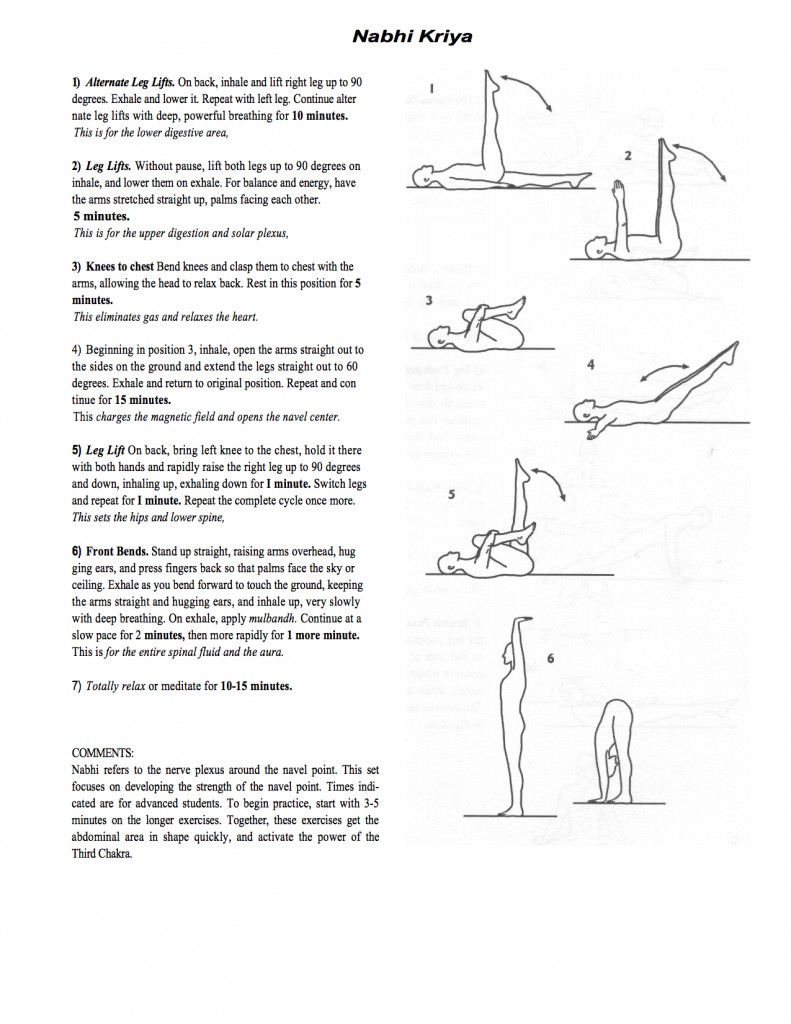 Nabhi Kriya
1) Alternate Leg Lifts. On back, inhale and lift right leg up to 90
degrees. Exhale and lower it. Repeat with left leg. Continue alter
nate leg lifts with deep, powerful breathing for 10 minutes.
This is for the lower digestive area,
2) Leg Lifts. Without pause, lift both legs up to 90 degrees on
inhale, and lower them on exhale. For balance and energy, have
the arms stretched straight up, palms facing each other.
5 minutes.
This is for the upper digestion and solar plexus,
3) Knees to chest Bend knees and clasp them to chest with the
arms, allowing the head to relax back. Rest in this position for 5
minutes.
This eliminates gas and relaxes the heart.
4) Beginning in position 3, inhale, open the arms straight out to
the sides on the ground and extend the legs straight out to 60
degrees. Exhale and return to original position. Repeat and con
tinue for 15 minutes.
This charges the magnetic field and opens the navel center.
5) Leg Lift On back, bring left knee to the chest, hold it there
with both hands and rapidly raise the right leg up to 90 degrees
and down, inhaling up, exhaling down for I minute. Switch legs
and repeat for I minute. Repeat the complete cycle once more.
This sets the hips and lower spine,
6) Front Bends. Stand up straight, raising arms overhead, hug
ging ears, and press fingers back so that palms face the sky or
ceiling. Exhale as you bend forward to touch the ground, keeping
the arms straight and hugging ears, and inhale up, very slowly
with deep breathing. On exhale, apply mulbandh. Continue at a
slow pace for 2 minutes, then more rapidly for 1 more minute.
This is for the entire spinal fluid and the aura.
7) Totally relax or meditate for 10-15 minutes.
COMMENTS:
Nabhi refers to the nerve plexus around the navel point. This set
focuses on developing the strength of the navel point. Times indi-
cated are for advanced students. To begin practice, start with 3-5
minutes on the longer exercises. Together, these exercises get the
abdominal area in shape quickly, and activate the power of the
Third Chakra.
1
2
3
4
5
6